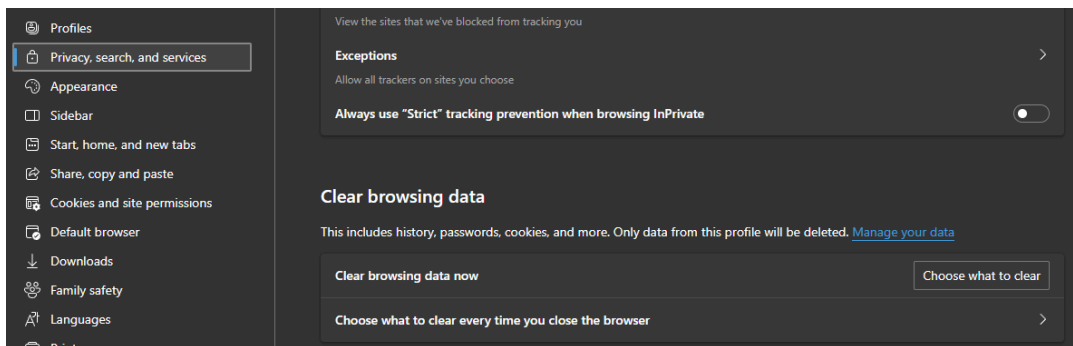 Profiles
Privacy, search, and services
Appearance
Sidebar
Start, home, and new tabs
Share, copy and paste
Cookies and site permissions
Default browser
Downloads
Family safety
Languages
View the sites that we've blocked from tracking you
Exceptions
Allow all trackers on sites you choose
Always use “Strict” tracking prevention when browsing InPrivate
Clear browsing data
This includes history, passwords, cookies, and more. Only data from this profile will be deleted. Manage your data
Clear browsing data now
Choose what to clear
Choose what to clear every time you close the browser